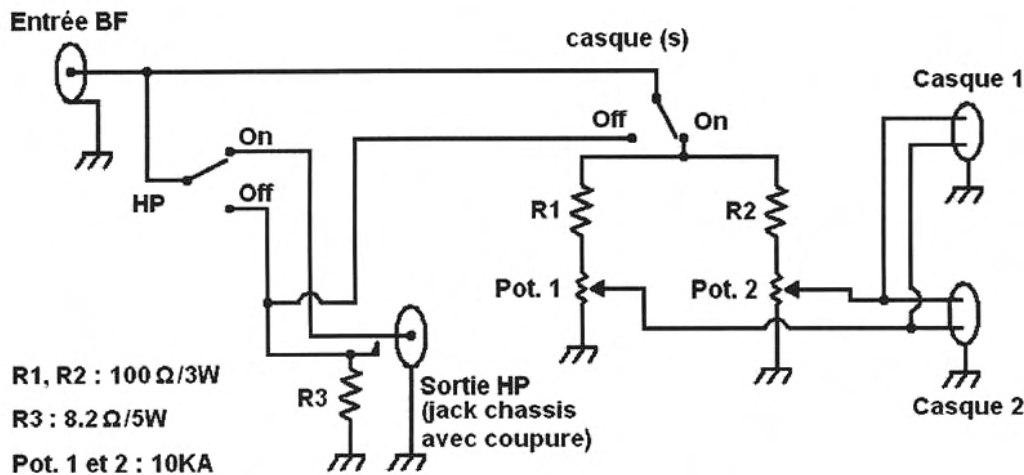 Entrée BF
casque (s)
Casque 1
Off
On
On
HP
Off
R1
R2
Pot. 1
Pot. 2
R1, R2 : 100 Ω/3W
R3 : 8.2 Ω/5W
Pot. 1 et 2 : 10KA
R3
Sortie HP
(jack chassis
avec coupure)
Casque 2